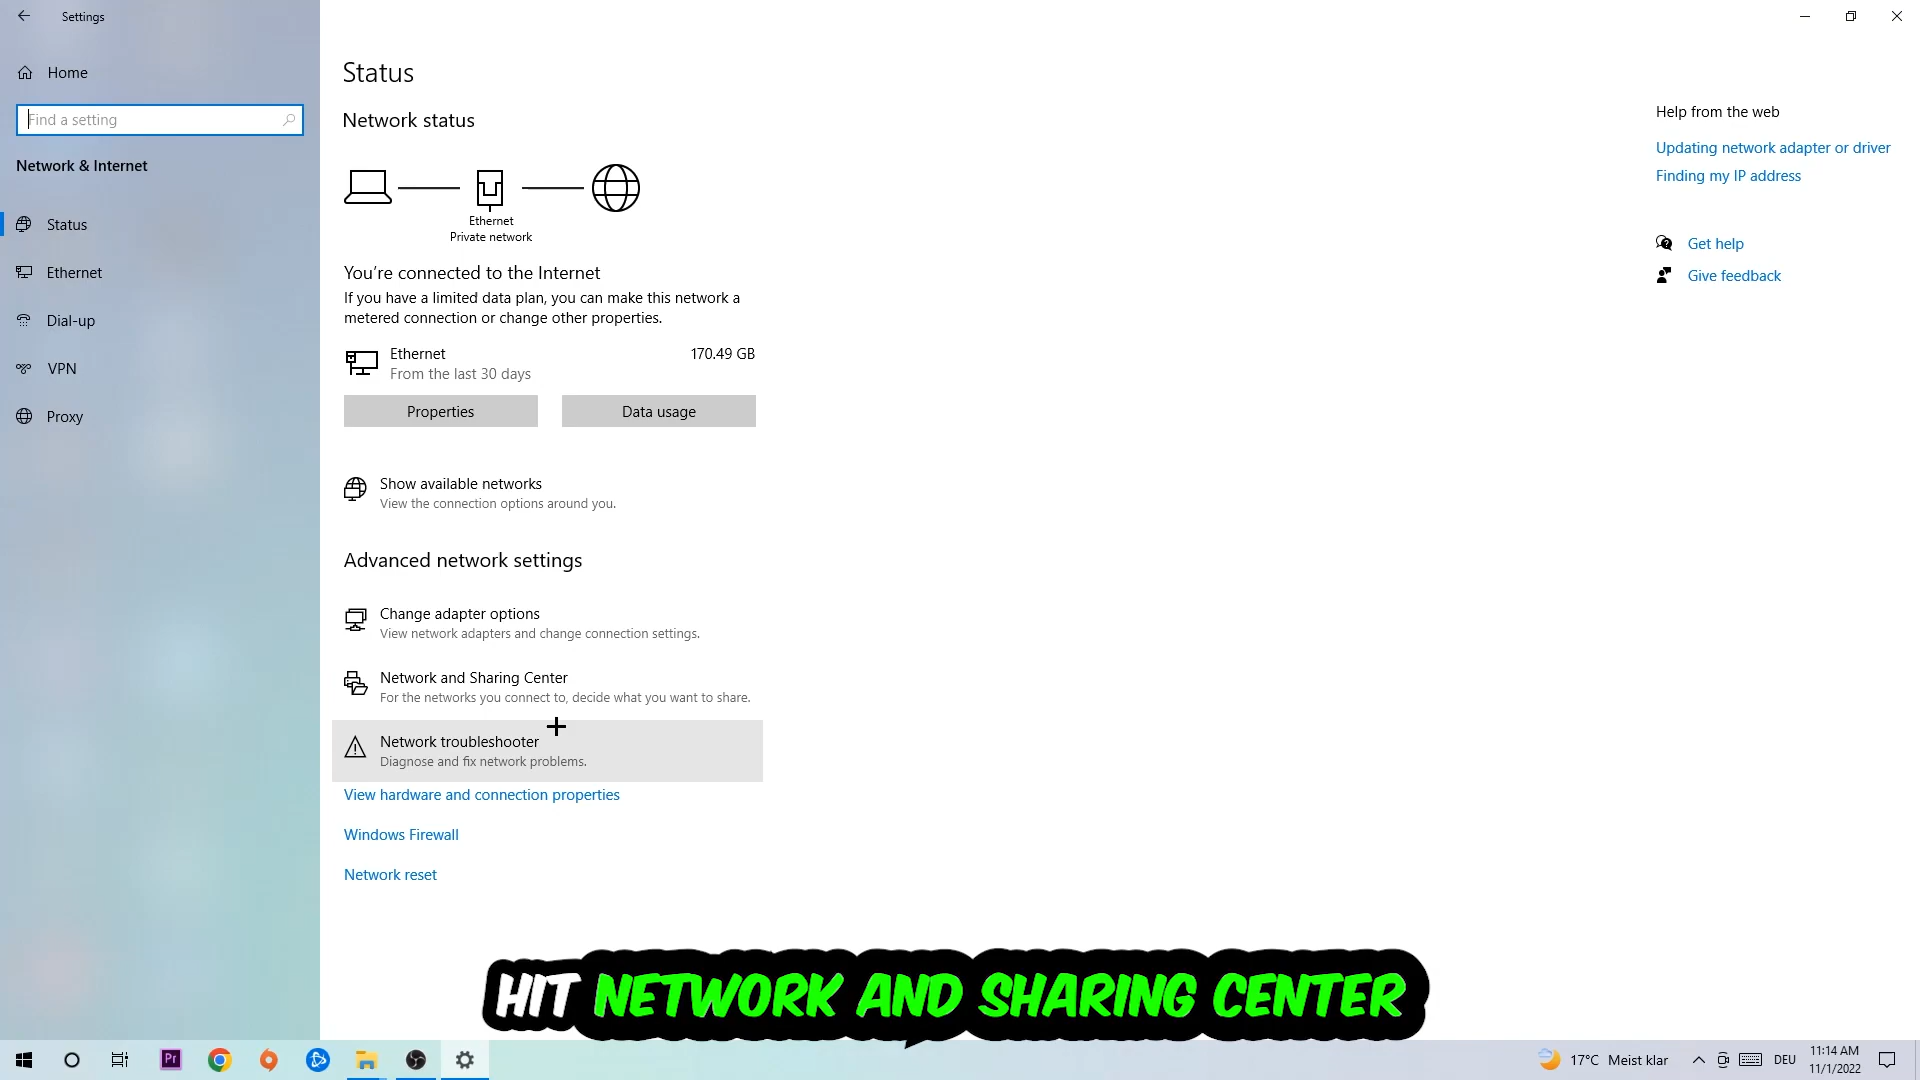 Settings
Home
Find a setting
Network & Internet
Status
Ethernet
Dial-up
VPN
Proxy
Status
Network status
Ethernet
Private network
You're connected to the Internet
If you have a limited data plan, you can make this network a
metered connection or change other properties.
Ethernet 170.49 GB
From the last 30 days
Properties Data usage
Show available networks
View the connection options around you.
Advanced network settings
Change adapter options
View network adapters and change connection settings.
Network and Sharing Center
For the networks you connect to, decide what you want to share.
Network troubleshooter
Diagnose and fix network problems.
View hardware and connection properties
Windows Firewall
Network reset
Help from the web
Updating network adapter or driver
Finding my IP address
Get help
Give feedback
HIT NETWORK AND SHARING CENTER
Pr
17°C Meist klar
DEU
11:14 AM
11/1/2022